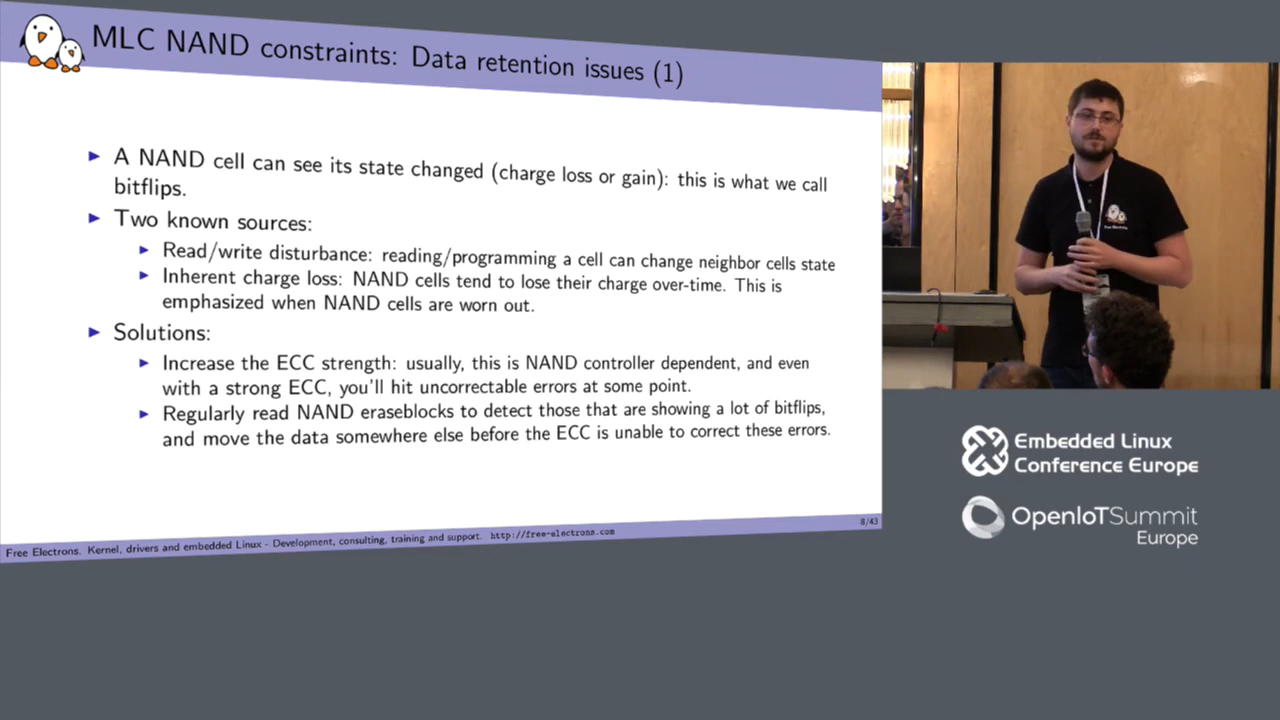 MLC NAND constraints: Data retention issues (1)
▶ A NAND cell can see its state changed (charge loss or gain): this is what we call
bitflips.
▶ Two known sources:
▶ Read/write disturbance: reading/programming a cell can change neighbor cells state
▶ Inherent charge loss: NAND cells tend to lose their charge over-time. This is
emphasized when NAND cells are worn out.
▶ Solutions:
▶ Increase the ECC strength: usually, this is NAND controller dependent, and even
with a strong ECC, you'll hit uncorrectable errors at some point.
▶ Regularly read NAND eraseblocks to detect those that are showing a lot of bitflips,
and move the data somewhere else before the ECC is unable to correct these errors.
Free Electrons. Kernel, drivers and embedded Linux - Development, consulting, training and support. http://free-electrons.com
8/43
Embedded Linux
Conference Europe
OpenIoTSummit
Europe